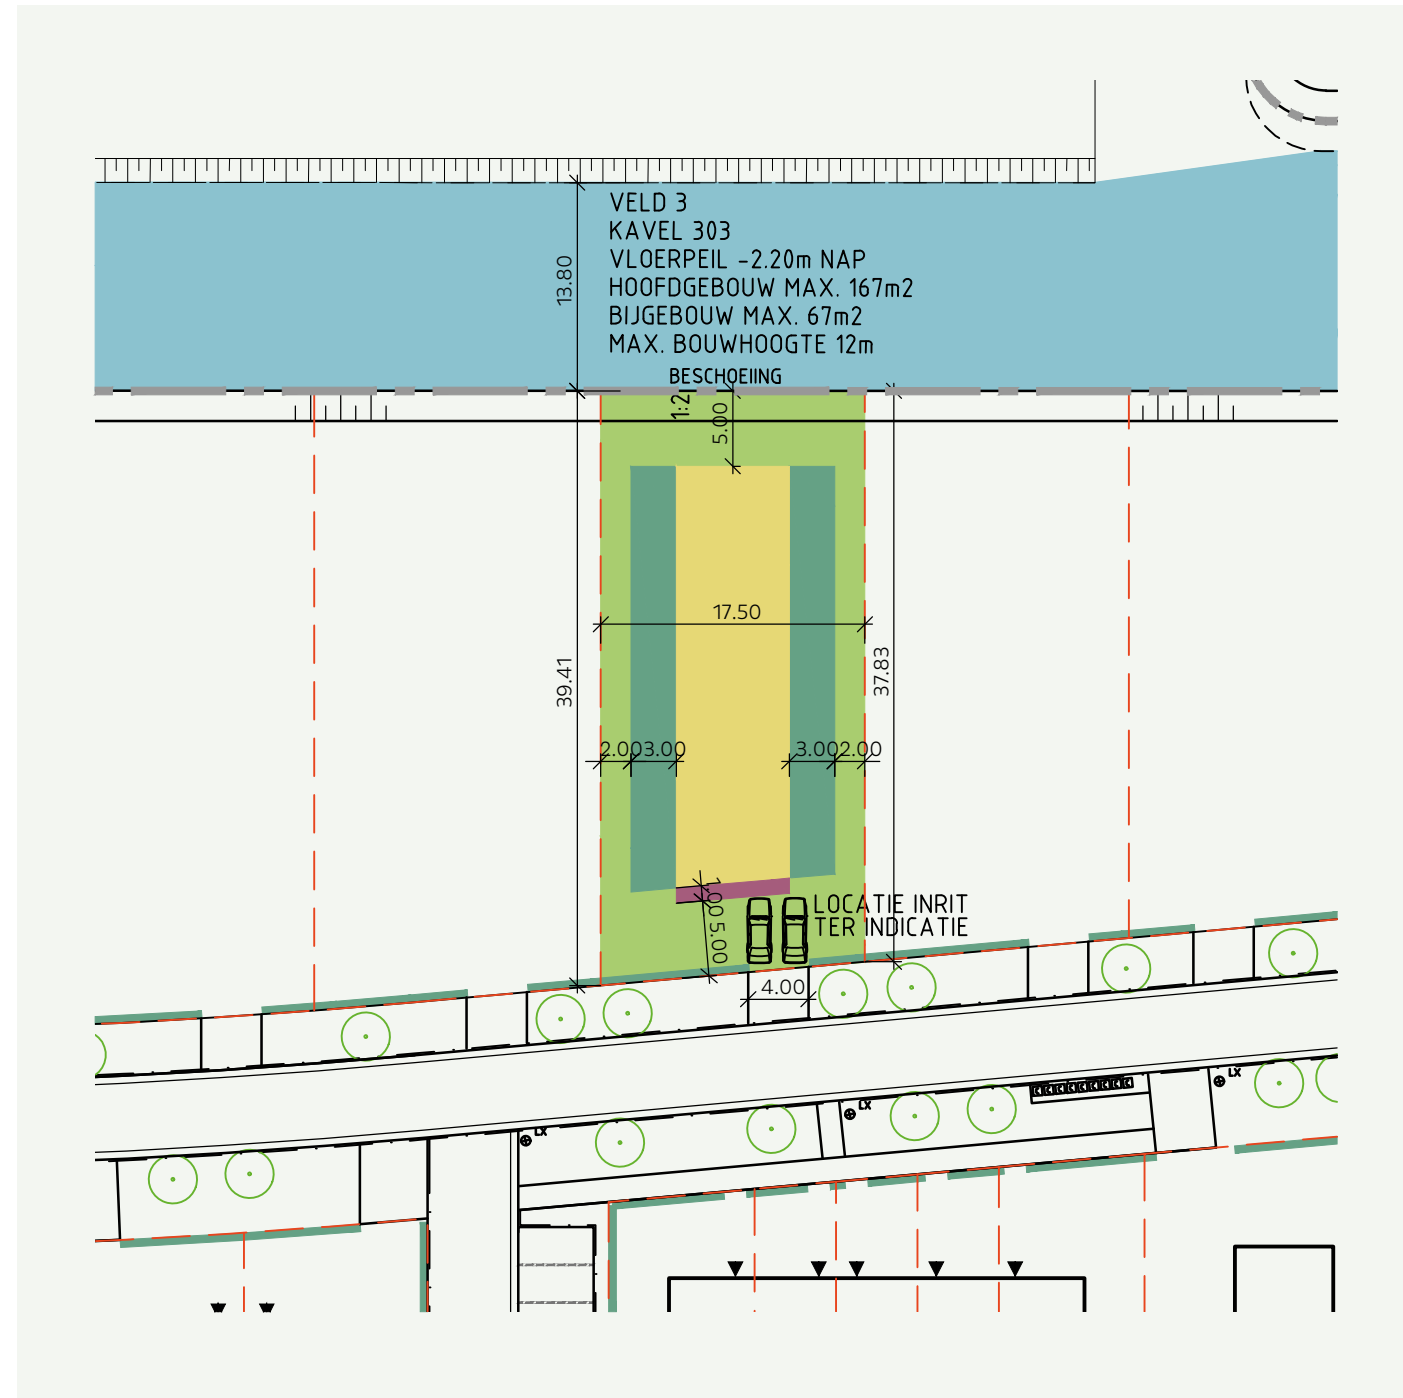 VELD 3
KAVEL 303
VLOERPEIL -2.20m NAP
HOOFDGEBOUW MAX. 167m2
BIJGEBOUW MAX. 67m2
MAX. BOUWHOOGTE 12m
13.80
BESCHOEIING
1:2
5.00
17.50
39.41
37.83
2.00
3.00
3.00
2.00
1.00
5.00
LOCATIE INRIT
TER INDICATIE
4.00
LX
LX
LX